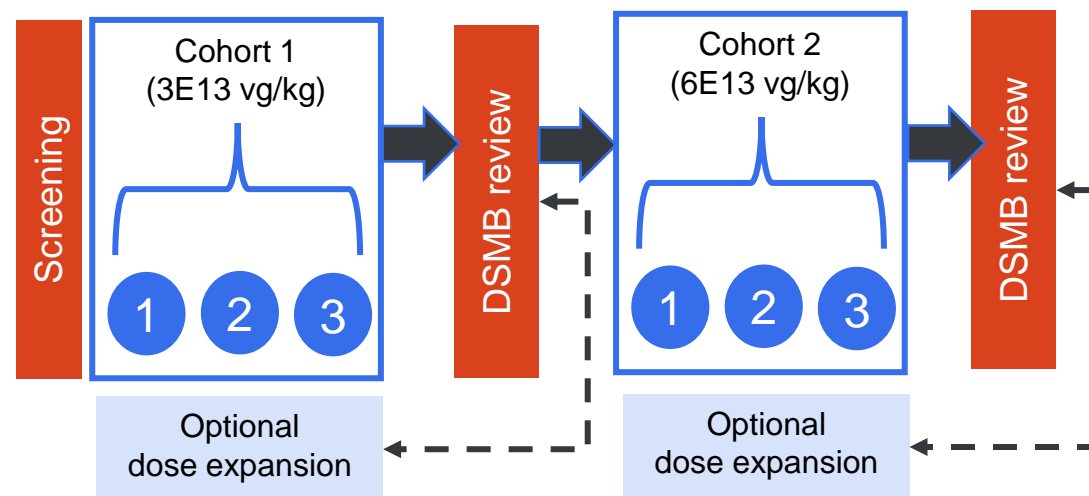 Screening
Cohort 1
(3E13 vg/kg)
1 2 3
Optional
dose expansion
DSMB review
Cohort 2
(6E13 vg/kg)
1 2 3
Optional
dose expansion
DSMB review